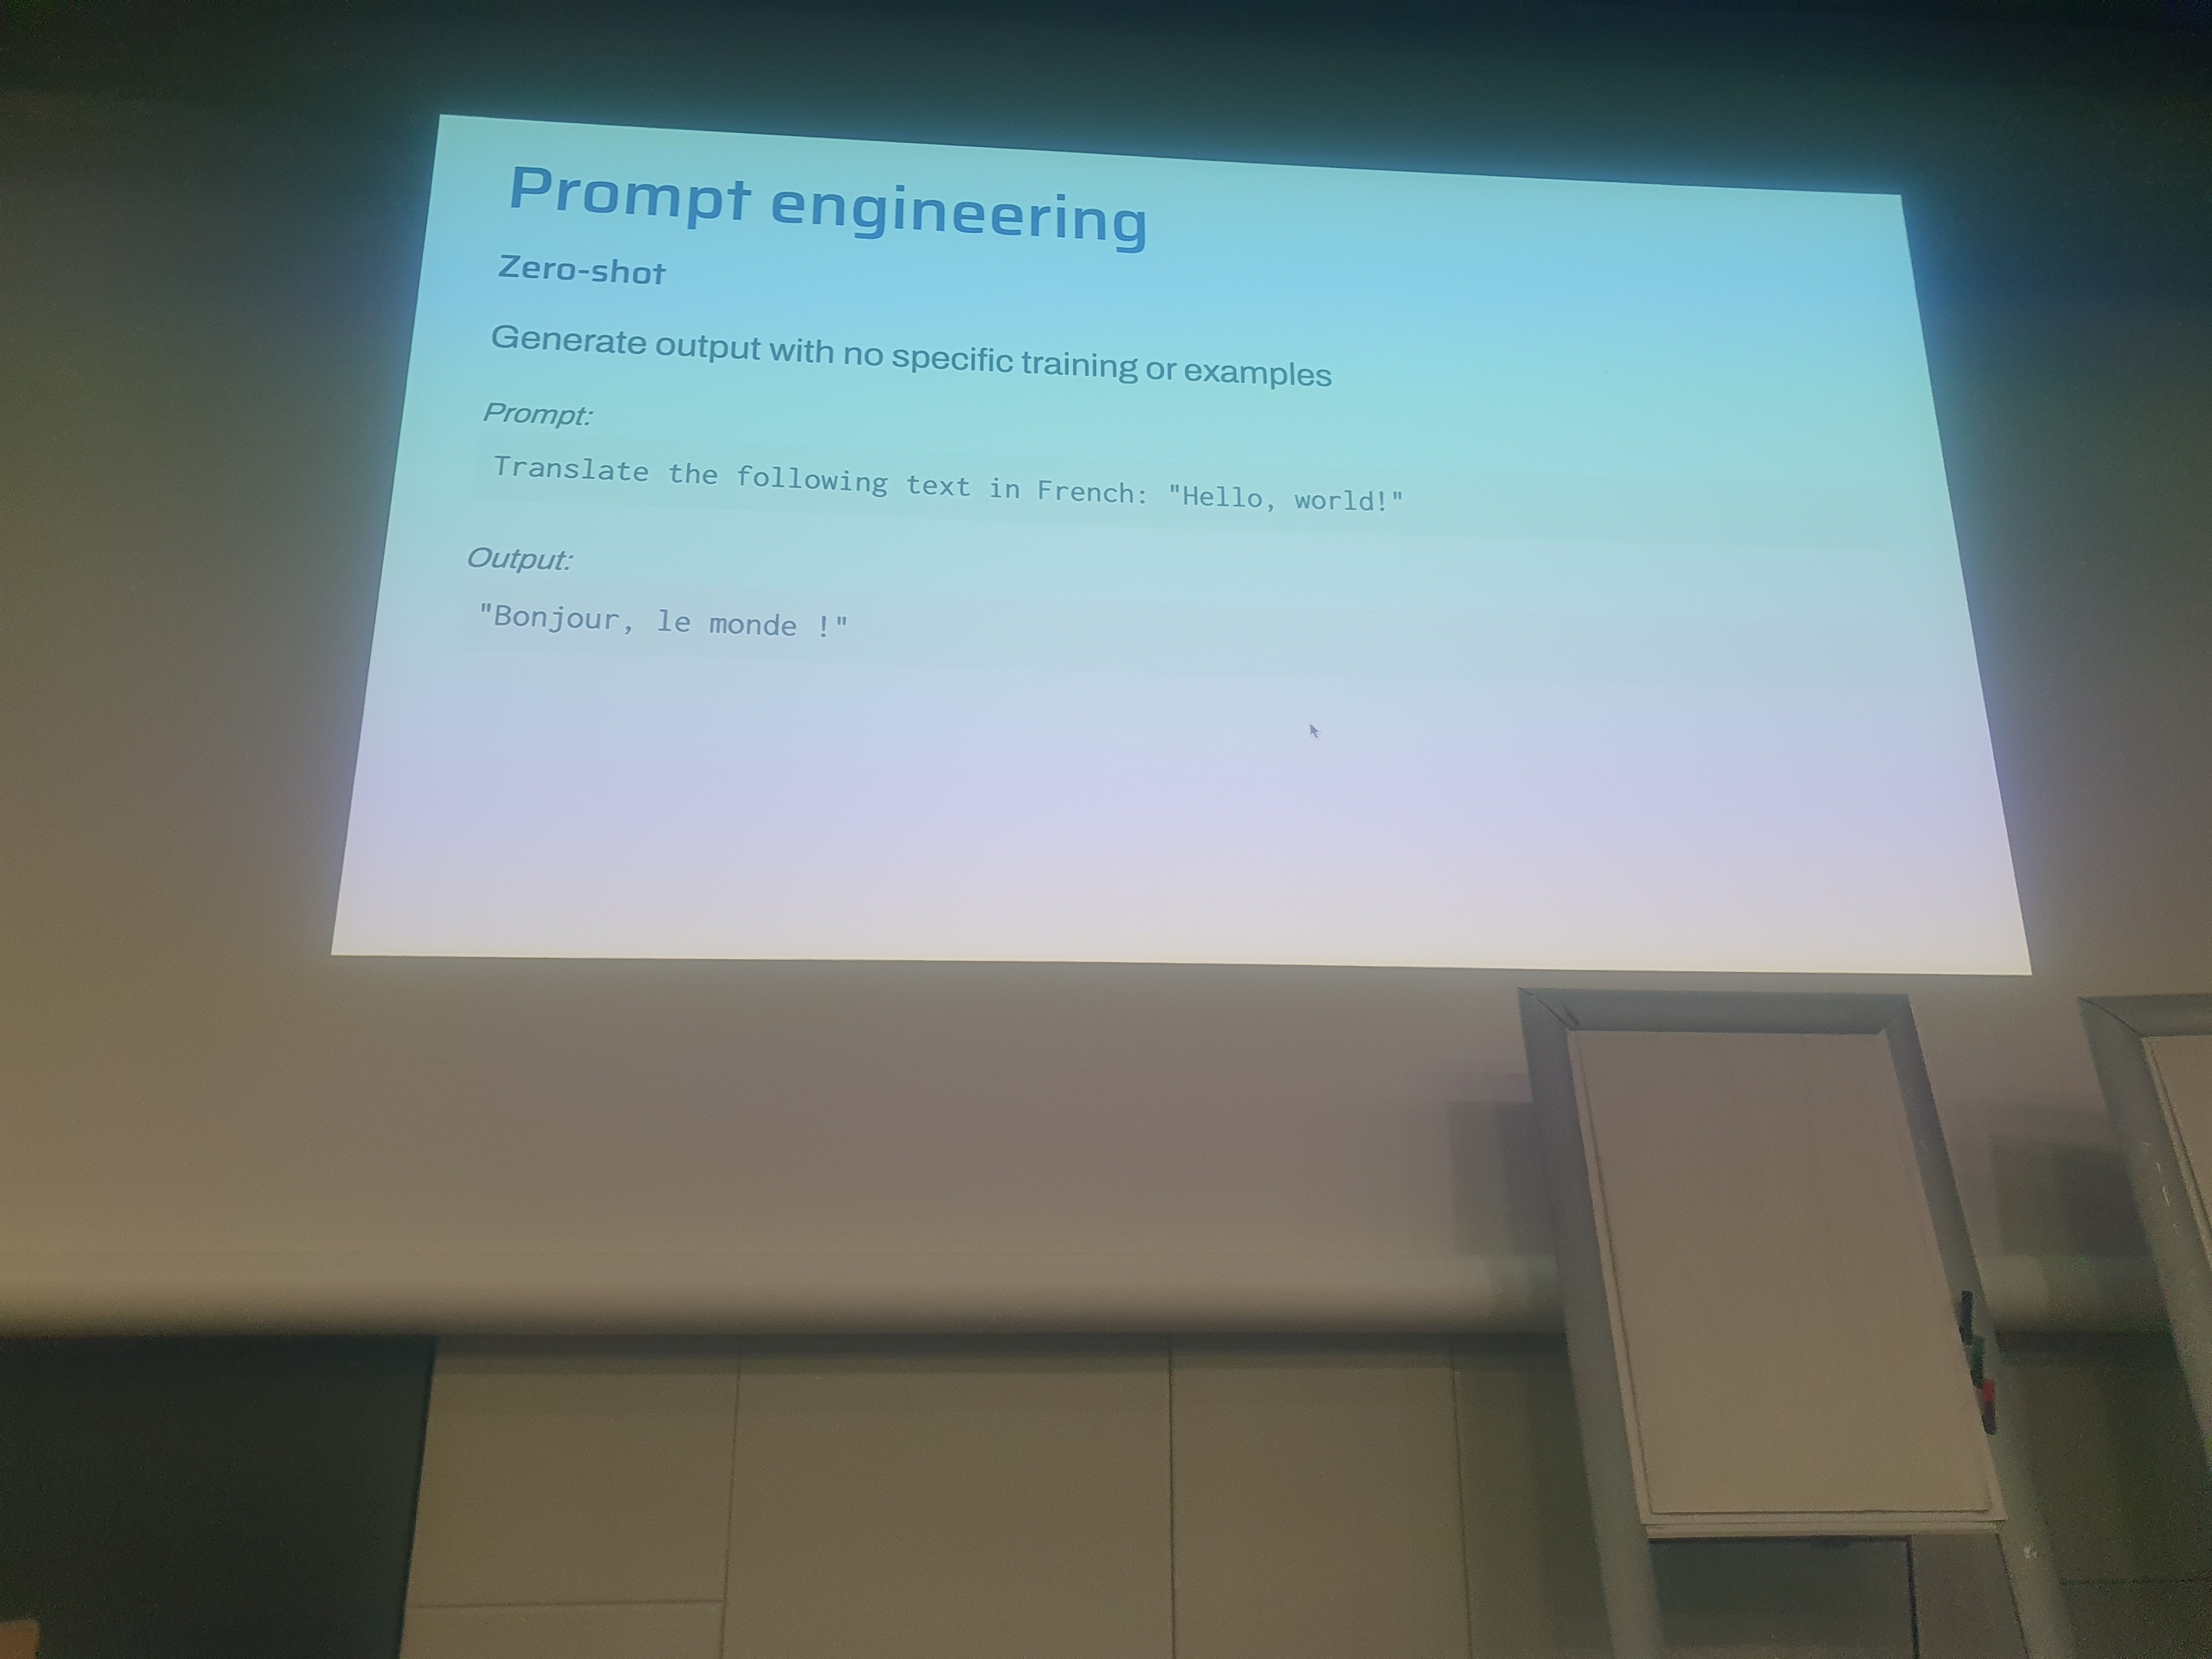 Prompt engineering
Zero-shot
Generate output with no specific training or examples
Prompt:
Translate the following text in French: "Hello, world!"
Output:
"Bonjour, le monde !"